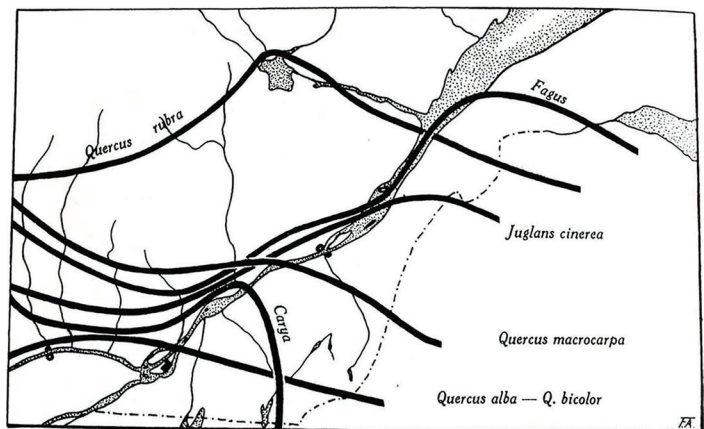 Fagus
Quercus rubra
Juglans cinerea
Carya
Quercus macrocarpa
Quercus alba — Q. bicolor
F.A.